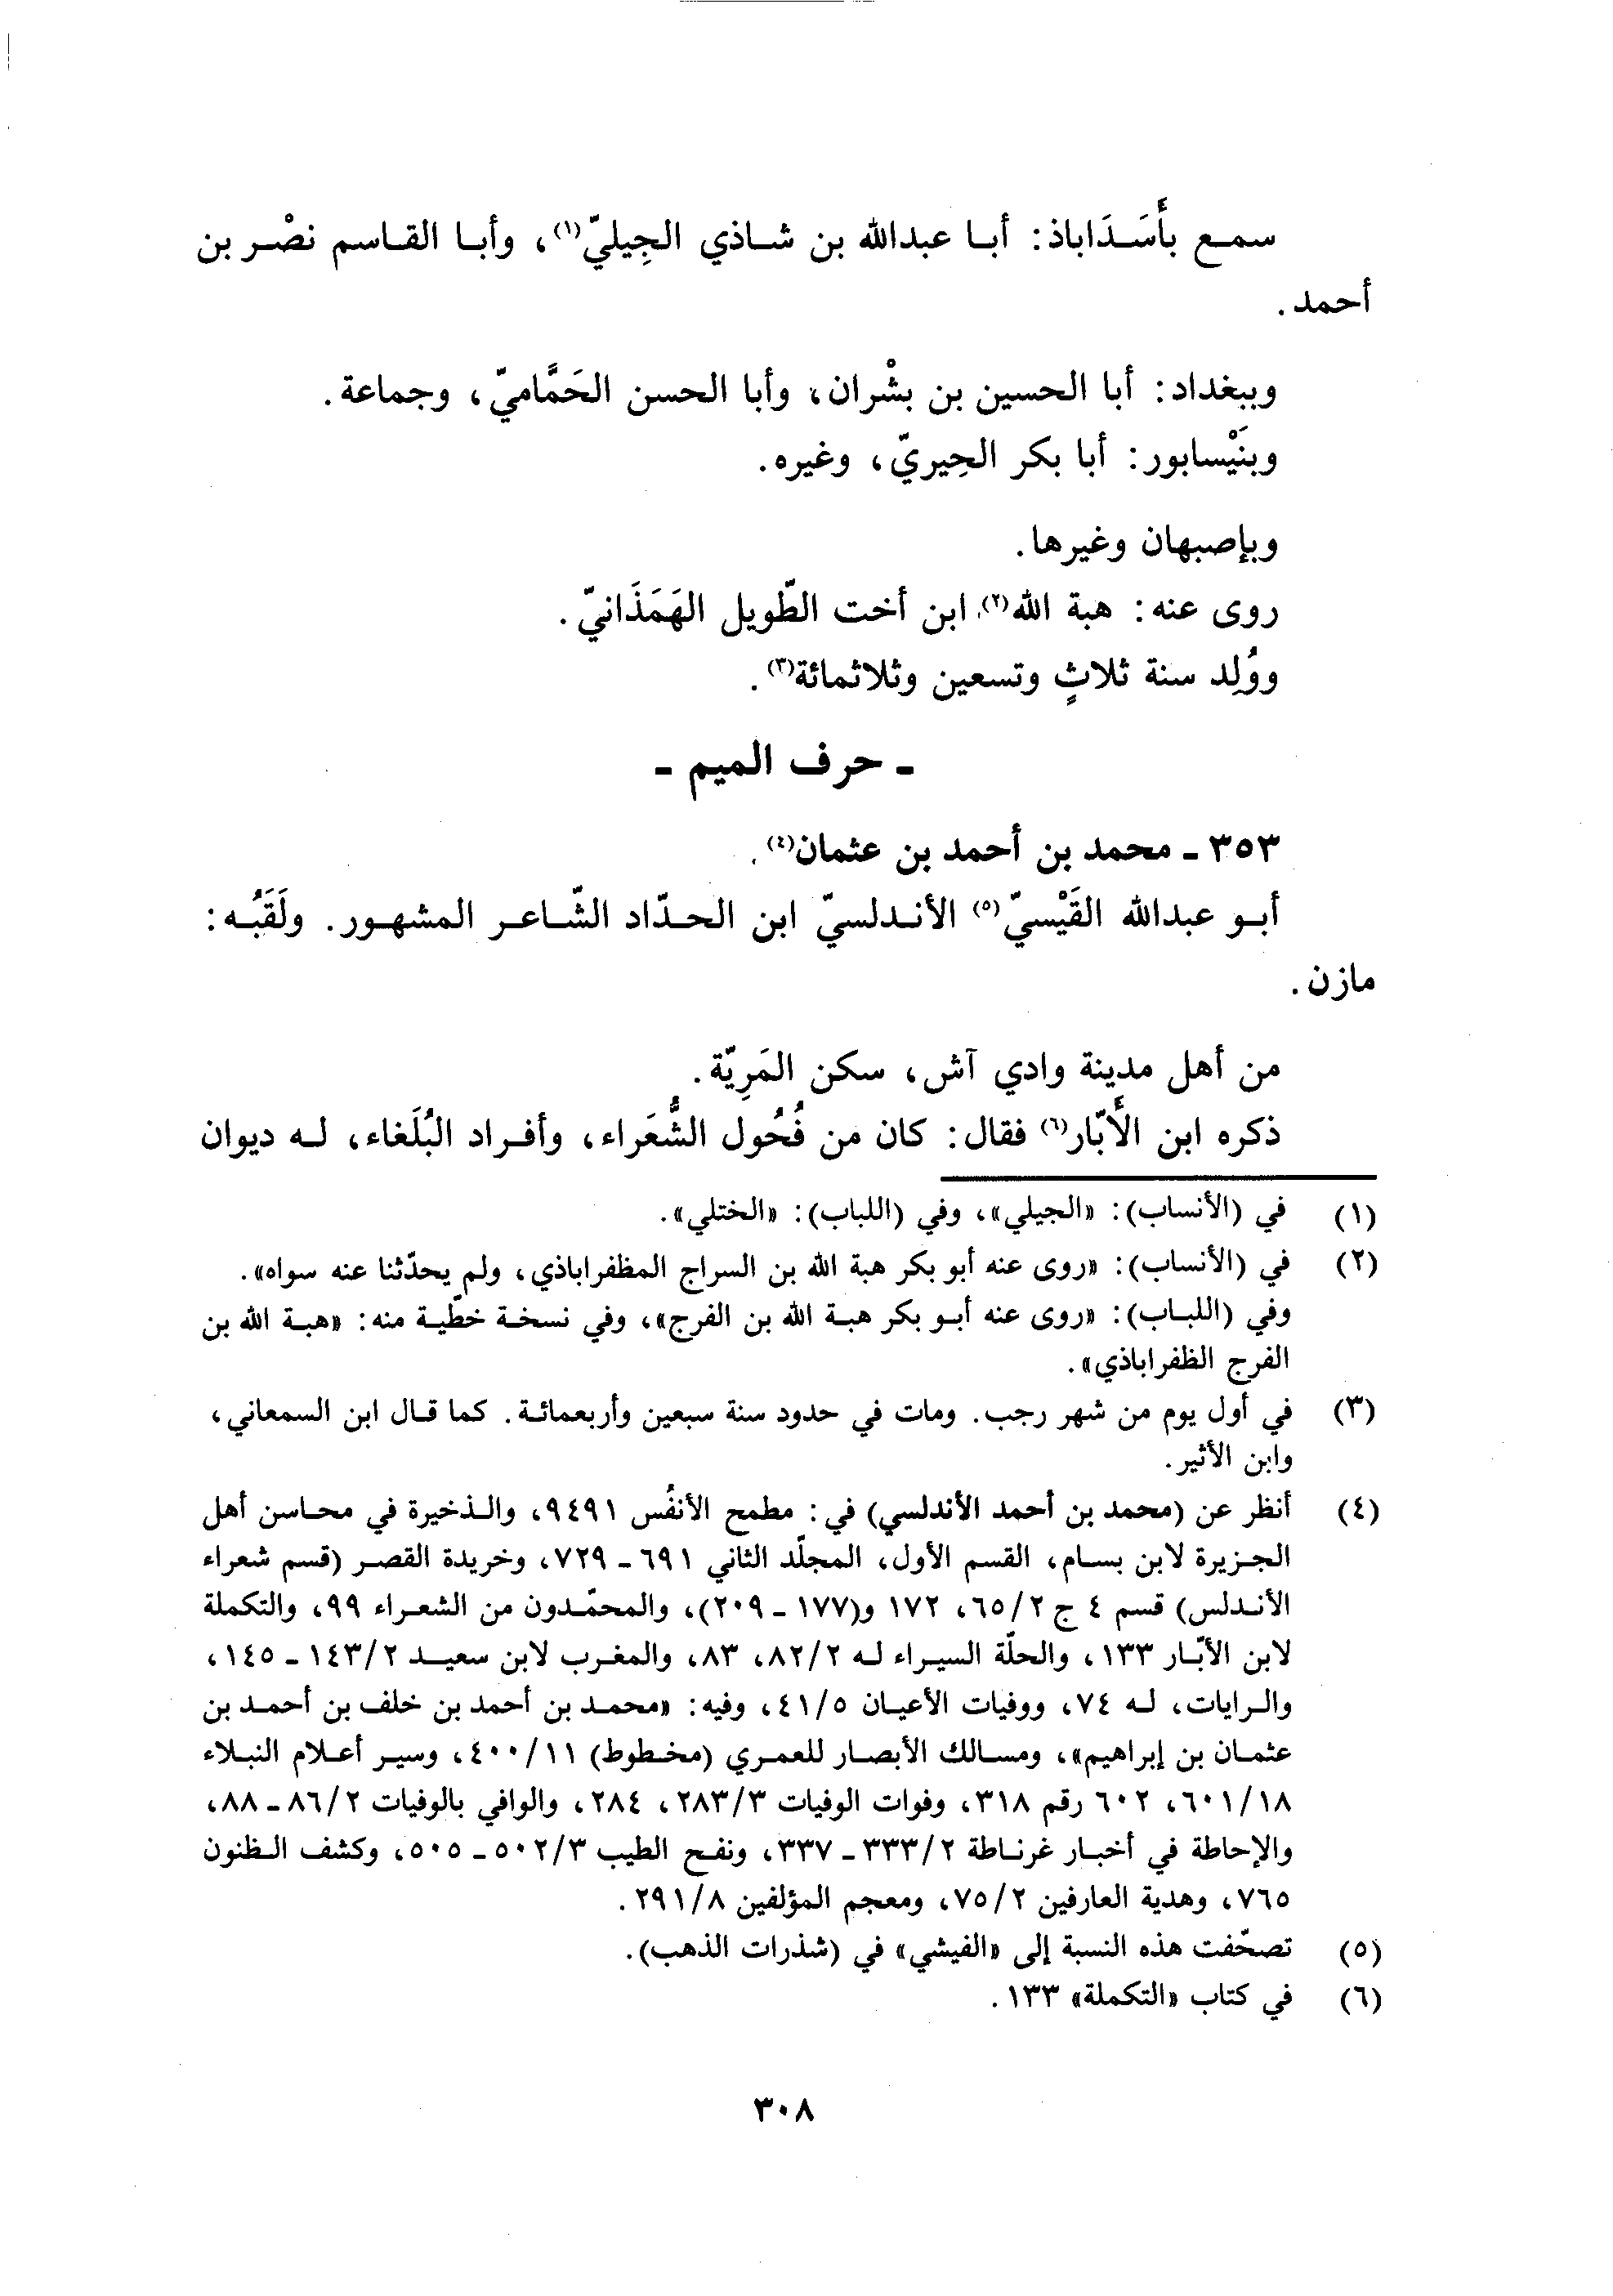 سمع بأَسَدَاباذ: أبا عبدالله بن شاذي الجِيليّ(١)، وأبا القاسم نصْر بن
أحمد.
وببغداد: أبا الحسين بن بشْران، وأبا الحسن الحَمَّاميّ، وجماعة.
وبنَيْسابور: أبا بكر الحِيريّ، وغيره.
وبإصبهان وغيرها.
روى عنه: هبة الله(٢) ابن أخت الطّويل الهَمَذَانيّ.
ووُلِد سنة ثلاثٍ وتسعين وثلاثمائة(٣).
- حرف الميم -
٣٥٣ - محمد بن أحمد بن عثمان(٤).
أبو عبدالله القَيْسيّ(٥) الأندلسيّ ابن الحدّاد الشّاعر المشهور. ولَقَبُه:
مازن.
من أهل مدينة وادي آش، سكن المَرِيّة.
ذكره ابن الأَبّار(٦) فقال: كان من فُحُول الشُّعَراء، وأفراد البُلَغاء، له ديوان
(١) في (الأنساب): «الجيلي»، وفي (اللباب): «الختلي».
(٢) في (الأنساب): «روى عنه أبو بكر هبة الله بن السراج المظفراباذي، ولم يحدّثنا عنه سواه».
وفي (اللباب): «روى عنه أبو بكر هبة الله بن الفرج»، وفي نسخة خطّية منه: «هبة الله بن
الفرج الظفراباذي».
(٣) في أول يوم من شهر رجب. ومات في حدود سنة سبعين وأربعمائة. كما قال ابن السمعاني،
وابن الأثير.
(٤) أنظر عن (محمد بن أحمد الأندلسي) في: مطمح الأنفُس ٩٤٩١، والذخيرة في محاسن أهل
الجزيرة لابن بسام، القسم الأول، المجلّد الثاني ٦٩١ - ٧٢٩، وخريدة القصر (قسم شعراء
الأندلس) قسم ٤ ج ٢/ ٦٥، ١٧٢ و(١٧٧ - ٢٠٩)، والمحمّدون من الشعراء ٩٩، والتكملة
لابن الأبّار ١٣٣، والحلّة السيراء له ٢/ ٨٢، ٨٣، والمغرب لابن سعيد ٢/ ١٤٣ - ١٤٥،
والرايات، له ٧٤، ووفيات الأعيان ٥/ ٤١، وفيه: «محمد بن أحمد بن خلف بن أحمد بن
عثمان بن إبراهيم»، ومسالك الأبصار للعمري (مخطوط) ١١/ ٤٠٠، وسير أعلام النبلاء
١٨/ ٦٠١، ٦٠٢ رقم ٣١٨، وفوات الوفيات ٣/ ٢٨٣، ٢٨٤، والوافي بالوفيات ٢/ ٨٦ - ٨٨،
والإحاطة في أخبار غرناطة ٢/ ٣٣٣ - ٣٣٧، ونفح الطيب ٣/ ٥٠٢ - ٥٠٥، وكشف الظنون
٧٦٥، وهدية العارفين ٢/ ٧٥، ومعجم المؤلفين ٨/ ٢٩١.
(٥) تصحّفت هذه النسبة إلى «الفيشي» في (شذرات الذهب).
(٦) في كتاب «التكملة» ١٣٣.
٣٠٨